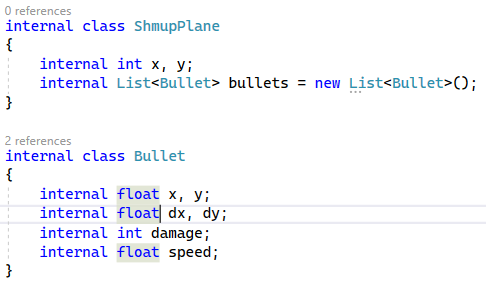 0 references
internal class ShmupPlane
{
    internal int x, y;
    internal List<Bullet> bullets = new List<Bullet>();
}
2 references
internal class Bullet
{
    internal float x, y;
    internal float dx, dy;
    internal int damage;
    internal float speed;
}